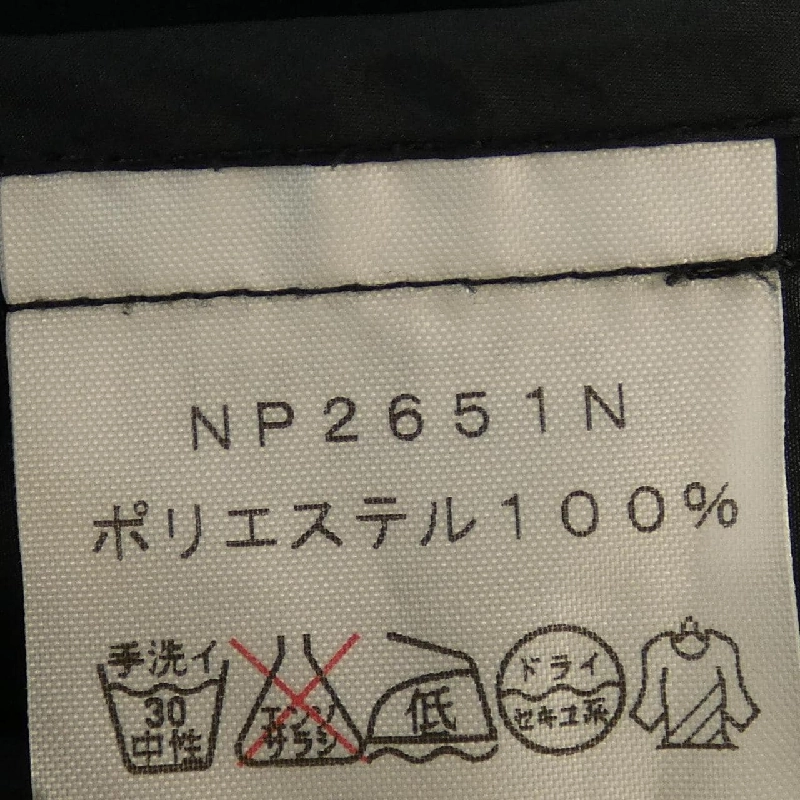 NP2651N
ポリエステル100%
手洗イ
30
中性
エンソ
サラシ
低
ドライ
セキユ系